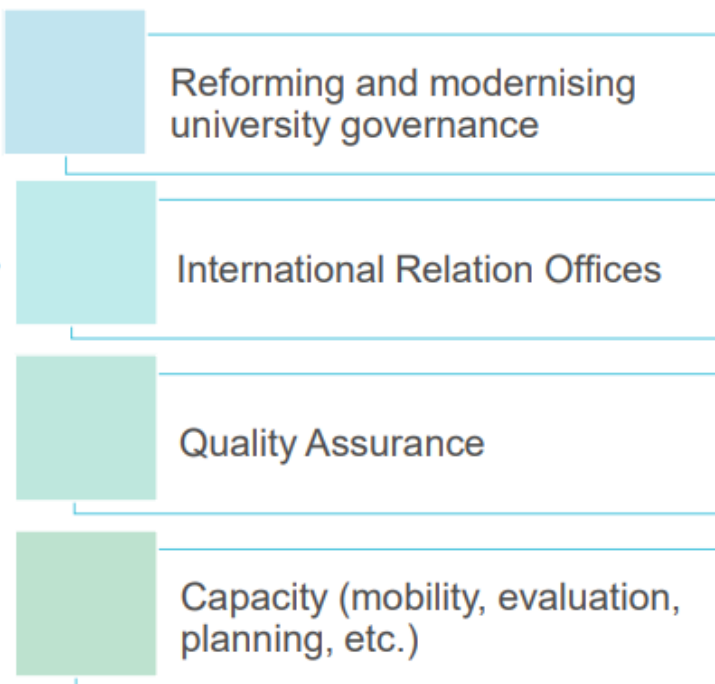 Reforming and modernising
university governance
International Relation Offices
Quality Assurance
Capacity (mobility, evaluation,
planning, etc.)